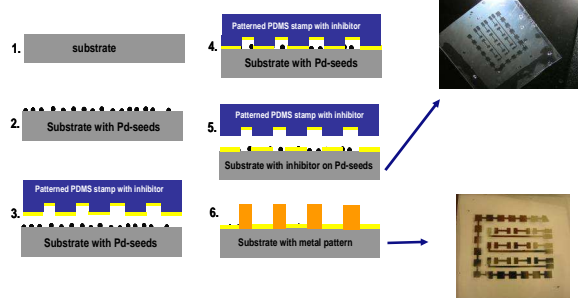 1.
substrate
2.
Substrate with Pd-seeds
Patterned PDMS stamp with inhibitor
3.
Substrate with Pd-seeds
Patterned PDMS stamp with inhibitor
4.
Substrate with Pd-seeds
Patterned PDMS stamp with inhibitor
5.
Substrate with inhibitor on Pd-seeds
6.
Substrate with metal pattern